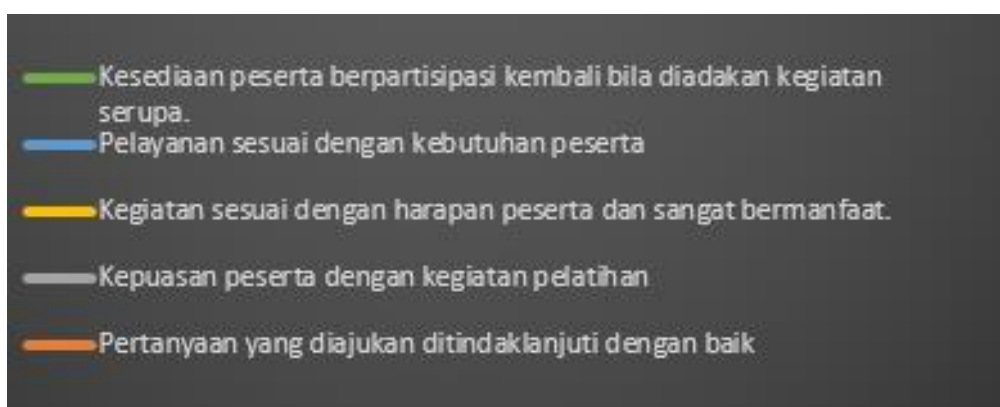 Kesediaan peserta berpartisipasi kembali bila diadakan kegiatan
serupa.
Pelayanan sesuai dengan kebutuhan peserta
Kegiatan sesuai dengan harapan peserta dan sangat bermanfaat.
Kepuasan peserta dengan kegiatan pelatihan
Pertanyaan yang diajukan ditindaklanjuti dengan baik